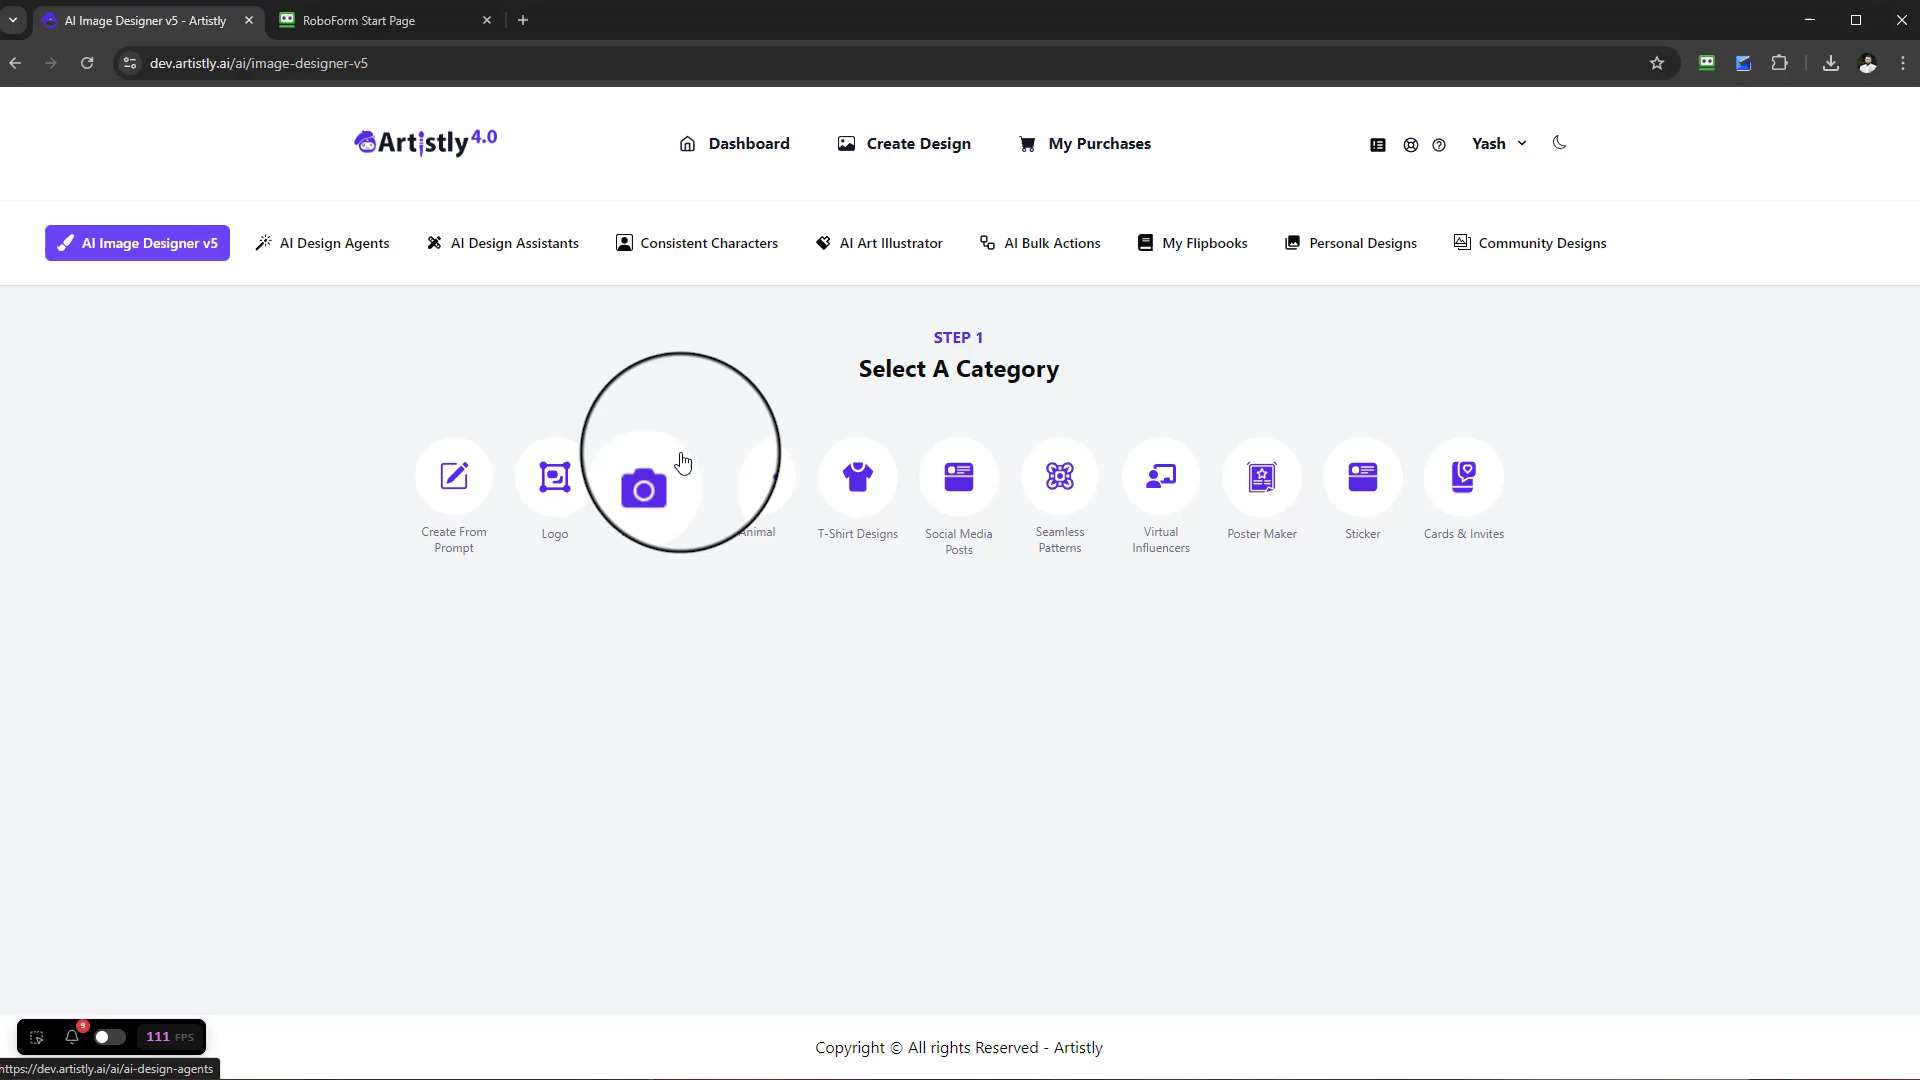 AI Image Designer v5 - Artistly
RoboForm Start Page
dev.artistly.ai/ai/image-designer-v5
Artistly 4.0
Dashboard
Create Design
My Purchases
Yash
AI Image Designer v5
AI Design Agents
AI Design Assistants
Consistent Characters
AI Art Illustrator
AI Bulk Actions
My Flipbooks
Personal Designs
Community Designs
STEP 1
Select A Category
Create From
Prompt
Logo
Animal
T-Shirt Designs
Social Media
Posts
Seamless
Patterns
Virtual
Influencers
Poster Maker
Sticker
Cards & Invites
9
111 FPS
https://dev.artistly.ai/ai/ai-design-agents
Copyright © All rights Reserved - Artistly